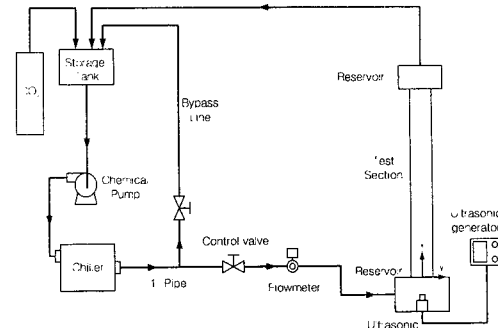 Reservoir
Storage
Tank
Bypass
Line
Test
Section
Chemical
Pump
Ultrasonic
generator
Control valve
Chiller
Reservoir
Pipe
Flowmeter
Ultrasonic